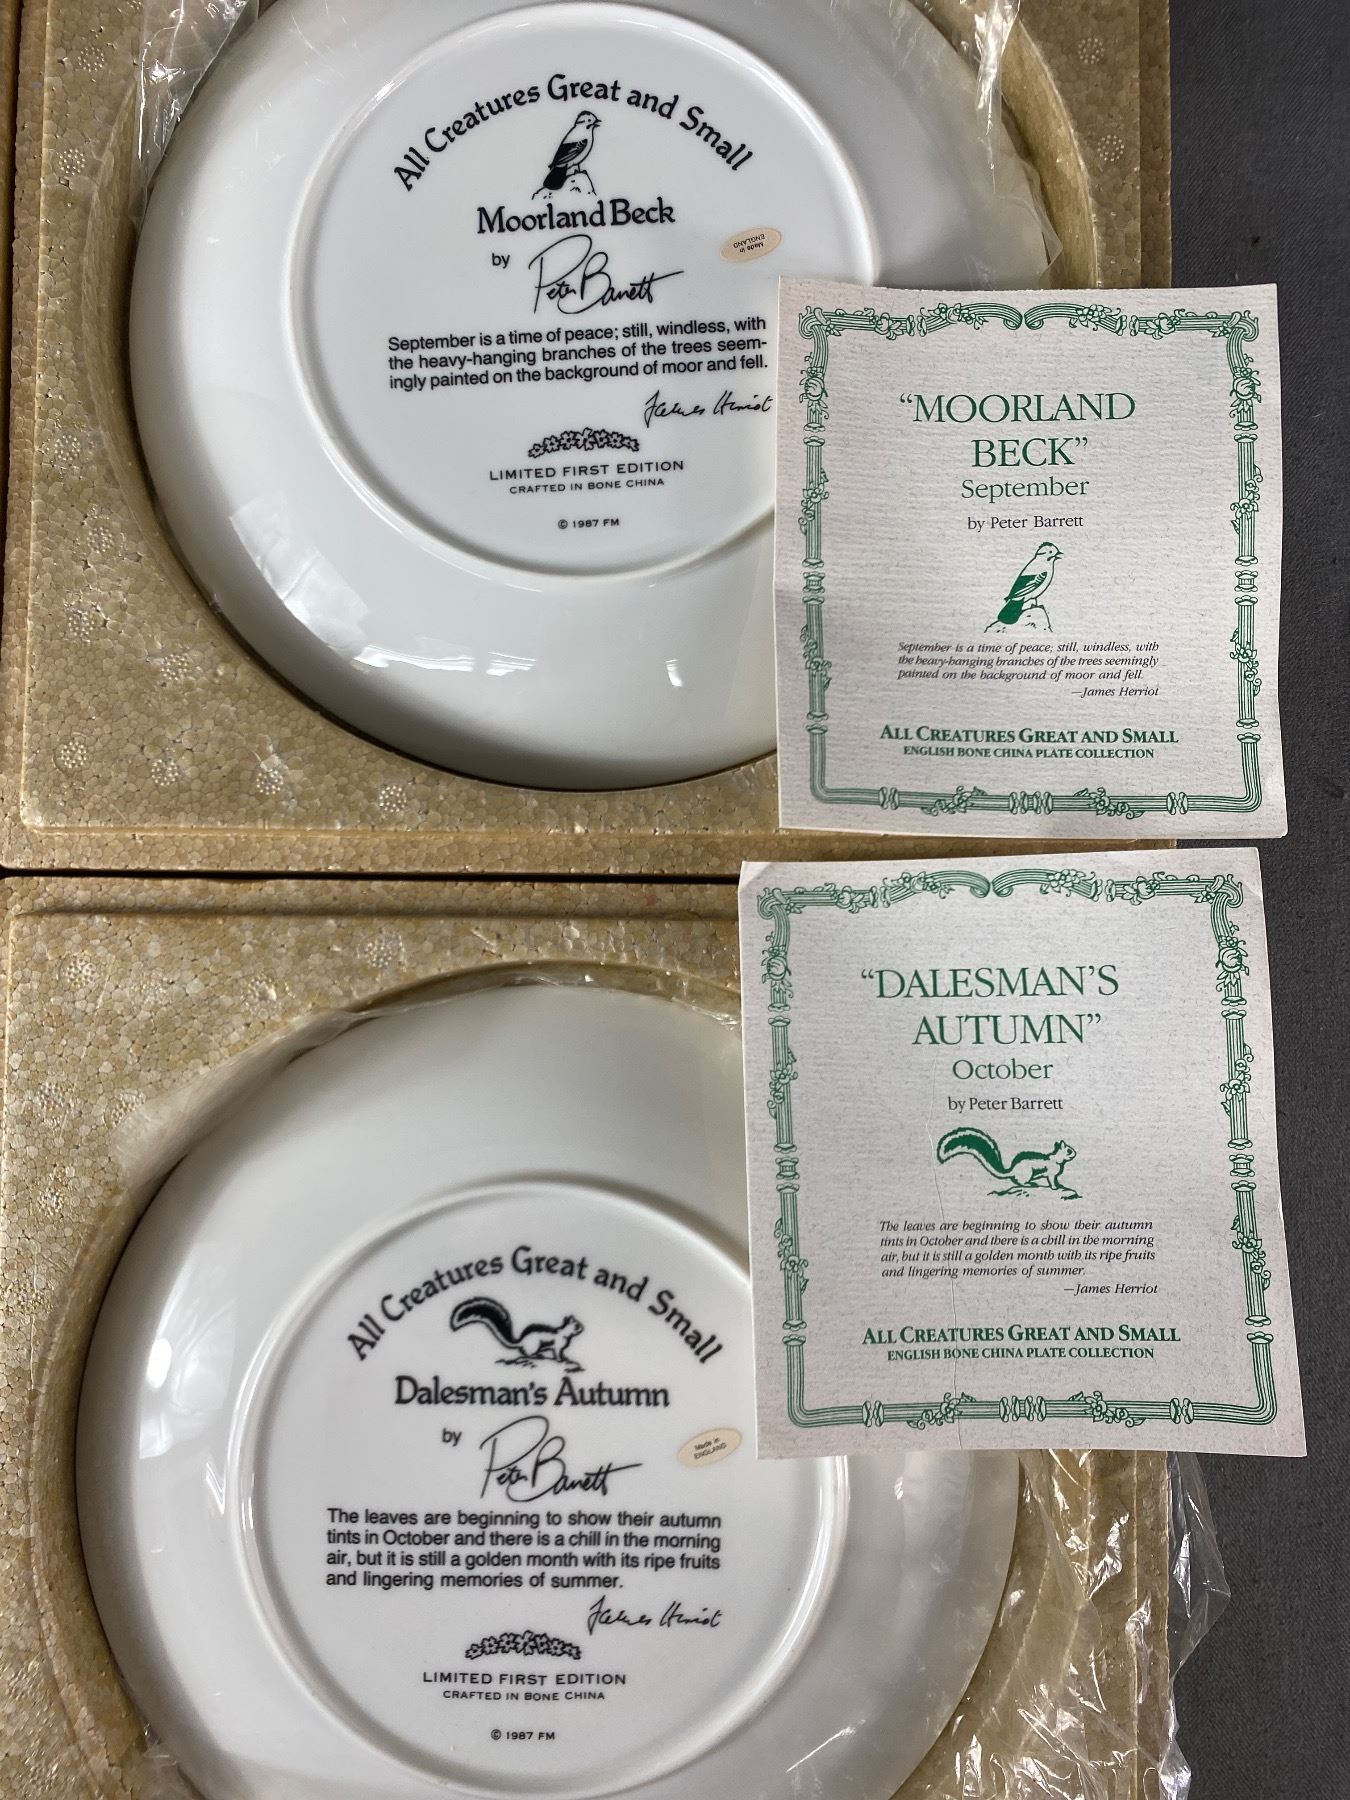 All Creatures Great and Small
Moorland Beck
by Peter Barrett
Made in
ENGLAND
September is a time of peace; still, windless, with
the heavy-hanging branches of the trees seem-
ingly painted on the background of moor and fell.
James Herriot
LIMITED FIRST EDITION
CRAFTED IN BONE CHINA
© 1987 FM
"MOORLAND
BECK"
September
by Peter Barrett
September is a time of peace; still, windless, with
the heavy-hanging branches of the trees seemingly
painted on the background of moor and fell.
—James Herriot
ALL CREATURES GREAT AND SMALL
ENGLISH BONE CHINA PLATE COLLECTION
"DALESMAN'S
AUTUMN"
October
by Peter Barrett
The leaves are beginning to show their autumn
tints in October and there is a chill in the morning
air, but it is still a golden month with its ripe fruits
and lingering memories of summer.
—James Herriot
ALL CREATURES GREAT AND SMALL
ENGLISH BONE CHINA PLATE COLLECTION
All Creatures Great and Small
Dalesman's Autumn
by Peter Barrett
Made in
ENGLAND
The leaves are beginning to show their autumn
tints in October and there is a chill in the morning
air, but it is still a golden month with its ripe fruits
and lingering memories of summer.
James Herriot
LIMITED FIRST EDITION
CRAFTED IN BONE CHINA
© 1987 FM